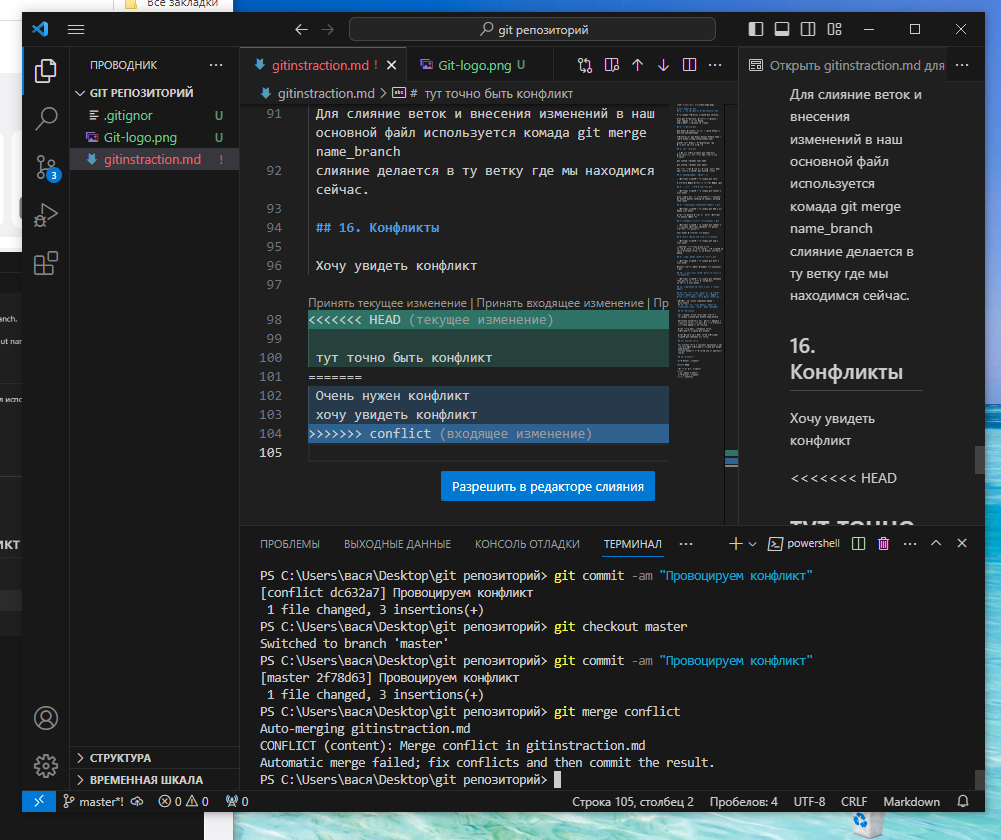 Все закладки
git репозиторий
ПРОВОДНИК
GIT РЕПОЗИТОРИЙ
.gitignor U
Git-logo.png U
gitinstraction.md !
gitinstraction.md !
Git-logo.png U
gitinstraction.md > # тут точно быть конфликт
91 Для слияние веток и внесения изменений в наш
основной файл используется комада git merge
name_branch
92 слияние делается в ту ветку где мы находимся
сейчас.
93
94 ## 16. Конфликты
95
96 Хочу увидеть конфликт
97
Принять текущее изменение | Принять входящее изменение | Пр
98 <<<<<<< HEAD (текущее изменение)
99
100 тут точно быть конфликт
101 =======
102 Очень нужен конфликт
103 хочу увидеть конфликт
104 >>>>>>> conflict (входящее изменение)
105
Разрешить в редакторе слияния
Открыть gitinstraction.md для
Для слияние веток и
внесения
изменений в наш
основной файл
используется
комада git merge
name_branch
слияние делается в
ту ветку где мы
находимся сейчас.
16.
Конфликты
Хочу увидеть
конфликт
<<<<<<< HEAD
тут точно
ПРОБЛЕМЫ ВЫХОДНЫЕ ДАННЫЕ КОНСОЛЬ ОТЛАДКИ ТЕРМИНАЛ
powershell
PS C:\Users\вася\Desktop\git репозиторий> git commit -am "Провоцируем конфликт"
[conflict dc632a7] Провоцируем конфликт
1 file changed, 3 insertions(+)
PS C:\Users\вася\Desktop\git репозиторий> git checkout master
Switched to branch 'master'
PS C:\Users\вася\Desktop\git репозиторий> git commit -am "Провоцируем конфликт"
[master 2f78d63] Провоцируем конфликт
1 file changed, 3 insertions(+)
PS C:\Users\вася\Desktop\git репозиторий> git merge conflict
Auto-merging gitinstraction.md
CONFLICT (content): Merge conflict in gitinstraction.md
Automatic merge failed; fix conflicts and then commit the result.
PS C:\Users\вася\Desktop\git репозиторий>
3
СТРУКТУРА
ВРЕМЕННАЯ ШКАЛА
master*! 0 0 0 Строка 105, столбец 2 Пробелов: 4 UTF-8 CRLF Markdown